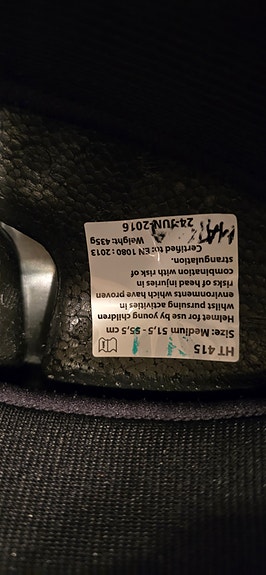 HT 415
Size: Medium 51,5 - 55,5 cm
Helmet for use by young children
whilst pursuing activities in
environments which have proven
risks of head injuries in
combination with risk of
strangulation.
Certified to: EN 1080 : 2013
Weight: 435g
24-JUN-2016